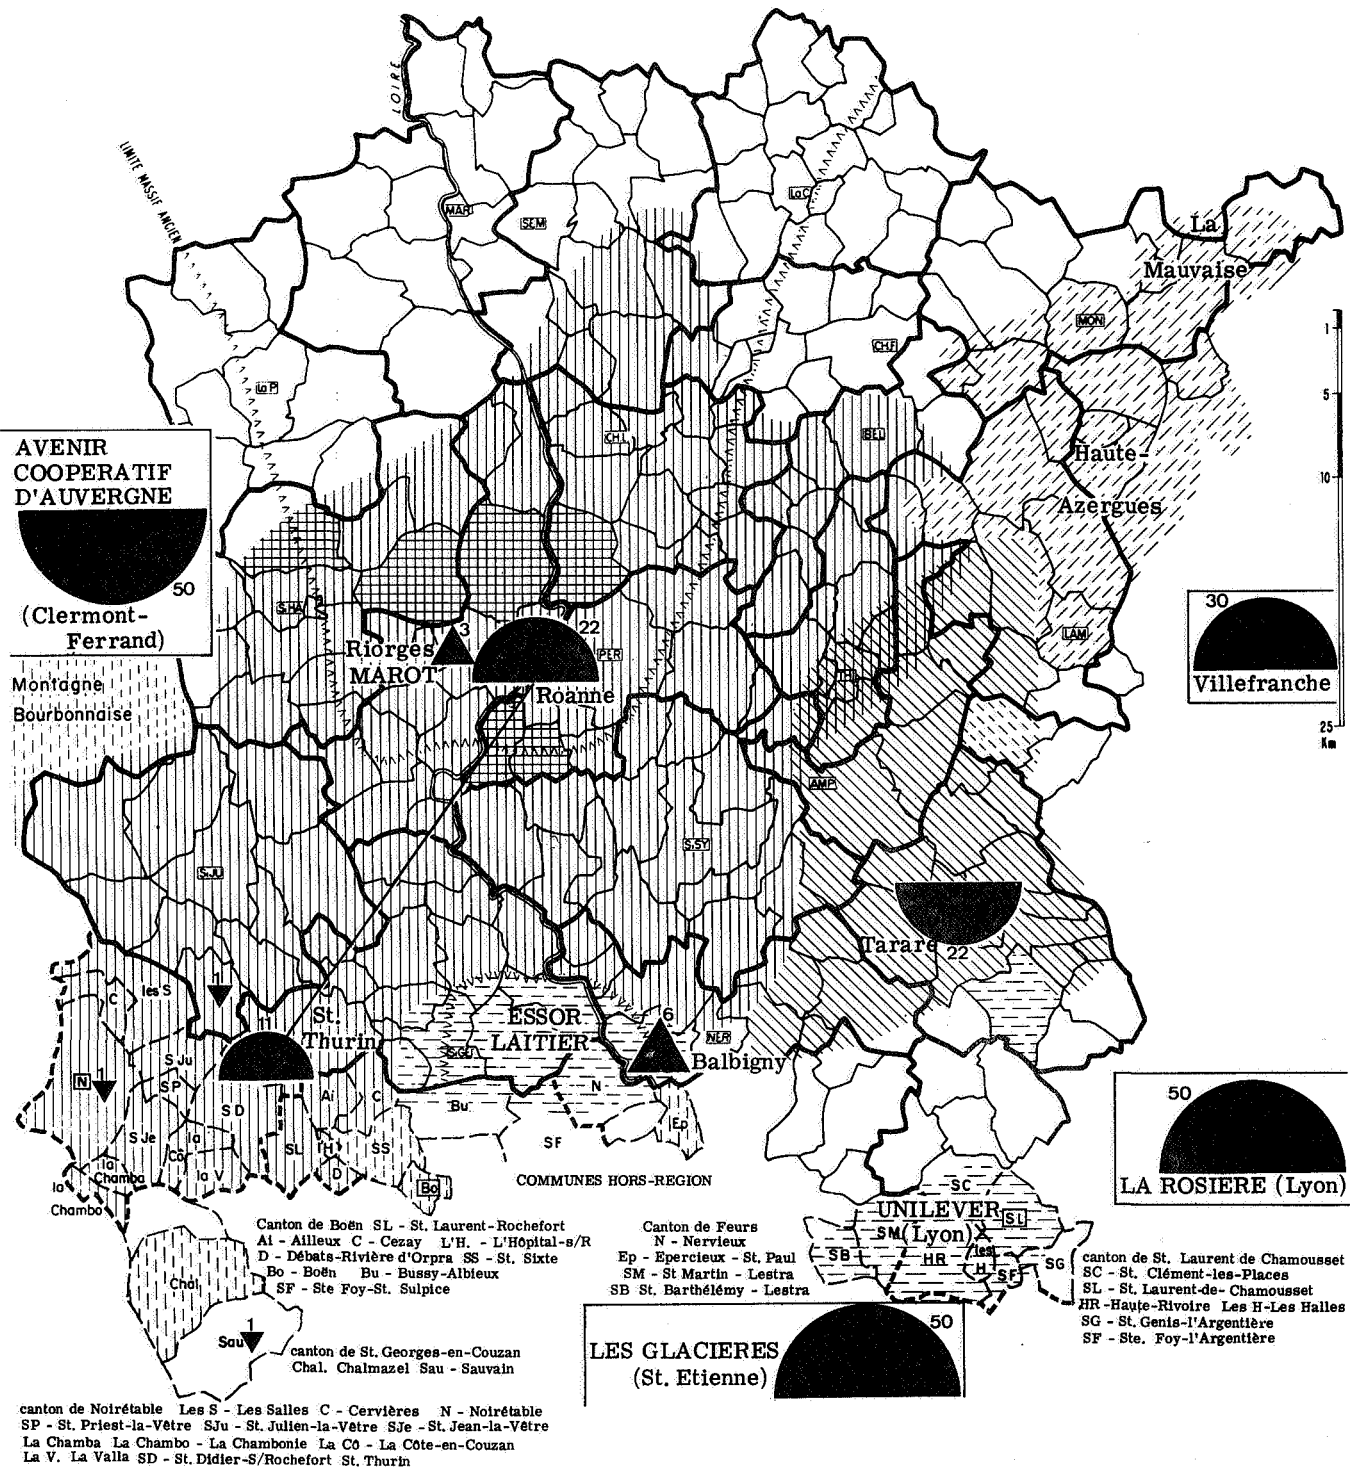 LOIRE
LIMITE MASSIF ANCIEN
MAR
SEM
La C
La
Mauvaise
MON
CHF
La P
1
5
10
25
Km
CHL
BEL
Haute-
Azergues
AVENIR
COOPERATIF
D'AUVERGNE
50
(Clermont-
Ferrand)
S.HA
3
22
Riorges
MAROT
PER
Roanne
LAM
30
Villefranche
Montagne
Bourbonnaise
AMP
S.SY
S.JU
Tarare
22
les S
C
1
11
St.
Thurin
ESSOR
LAITIER
6
NER
Balbigny
S.GE
S Ju
N
1
SP
S D
Ai
C
Bu
N
Ep
S Je
la
Cô
SL
H
SS
SF
la
Chamba
la V
D
Bo
la
Chambo
50
LA ROSIERE (Lyon)
COMMUNES HORS-REGION
SC
UNILEVER
SL
SM
(Lyon)
SB
HR
les
H
SF
SG
Canton de Boën SL - St. Laurent-Rochefort
Ai - Ailleux C - Cezay L'H. - L'Hôpital-s/R
D - Débats-Rivière d'Orpra SS - St. Sixte
Bo - Boën Bu - Bussy-Albieux
SF - Ste Foy-St. Sulpice
Canton de Feurs
N - Nervieux
Ep - Epercieux - St. Paul
SM - St Martin - Lestra
SB St. Barthélémy - Lestra
canton de St. Laurent de Chamousset
SC - St. Clément-les-Places
SL - St. Laurent-de- Chamousset
HR -Haute-Rivoire Les H-Les Halles
SG - St. Genis-l'Argentière
SF - Ste. Foy-l'Argentière
Chal.
1
Sau
canton de St. Georges-en-Couzan
Chal. Chalmazel Sau - Sauvain
LES GLACIERES
(St. Etienne)
50
canton de Noirétable Les S - Les Salles C - Cervières N - Noirétable
SP - St. Priest-la-Vêtre SJu - St. Julien-la-Vêtre SJe - St. Jean-la-Vêtre
La Chamba La Chambo - La Chambonie La Cô - La Côte-en-Couzan
La V. La Valla SD - St. Didier-S/Rochefort St. Thurin